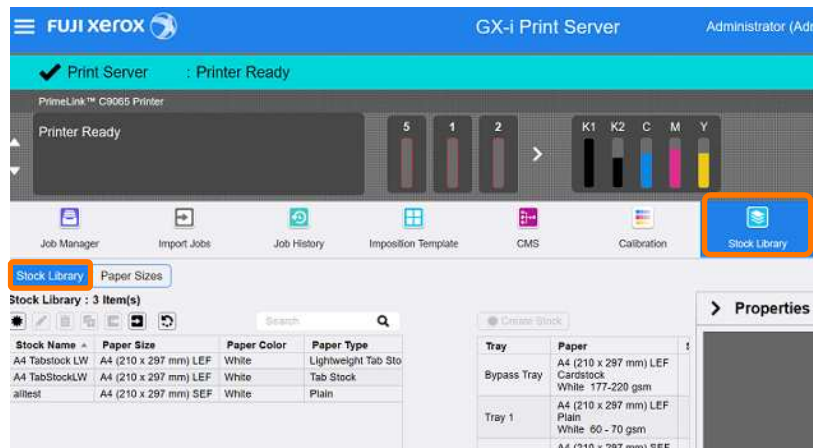 FUJI XEROX
GX-i Print Server
Administrator (Adr
Print Server : Printer Ready
PrimeLink™ C9065 Printer
Printer Ready
5 1 2
K1 K2 C M Y
Job Manager
Import Jobs
Job History
Imposition Template
CMS
Calibration
Stock Library
Stock Library Paper Sizes
Stock Library : 3 Item(s)
Search
Create Stock
Properties
Stock Name Paper Size Paper Color Paper Type
A4 Tabstock LW A4 (210 x 297 mm) LEF White Lightweight Tab Sto
A4 TabStockLW A4 (210 x 297 mm) LEF White Tab Stock
alltest A4 (210 x 297 mm) SEF White Plain
Tray Paper
Bypass Tray
A4 (210 x 297 mm) LEF
Cardstock
White 177-220 gsm
Tray 1
A4 (210 x 297 mm) LEF
Plain
White 60 - 70 gsm
A4 (210 x 297 mm) SEF